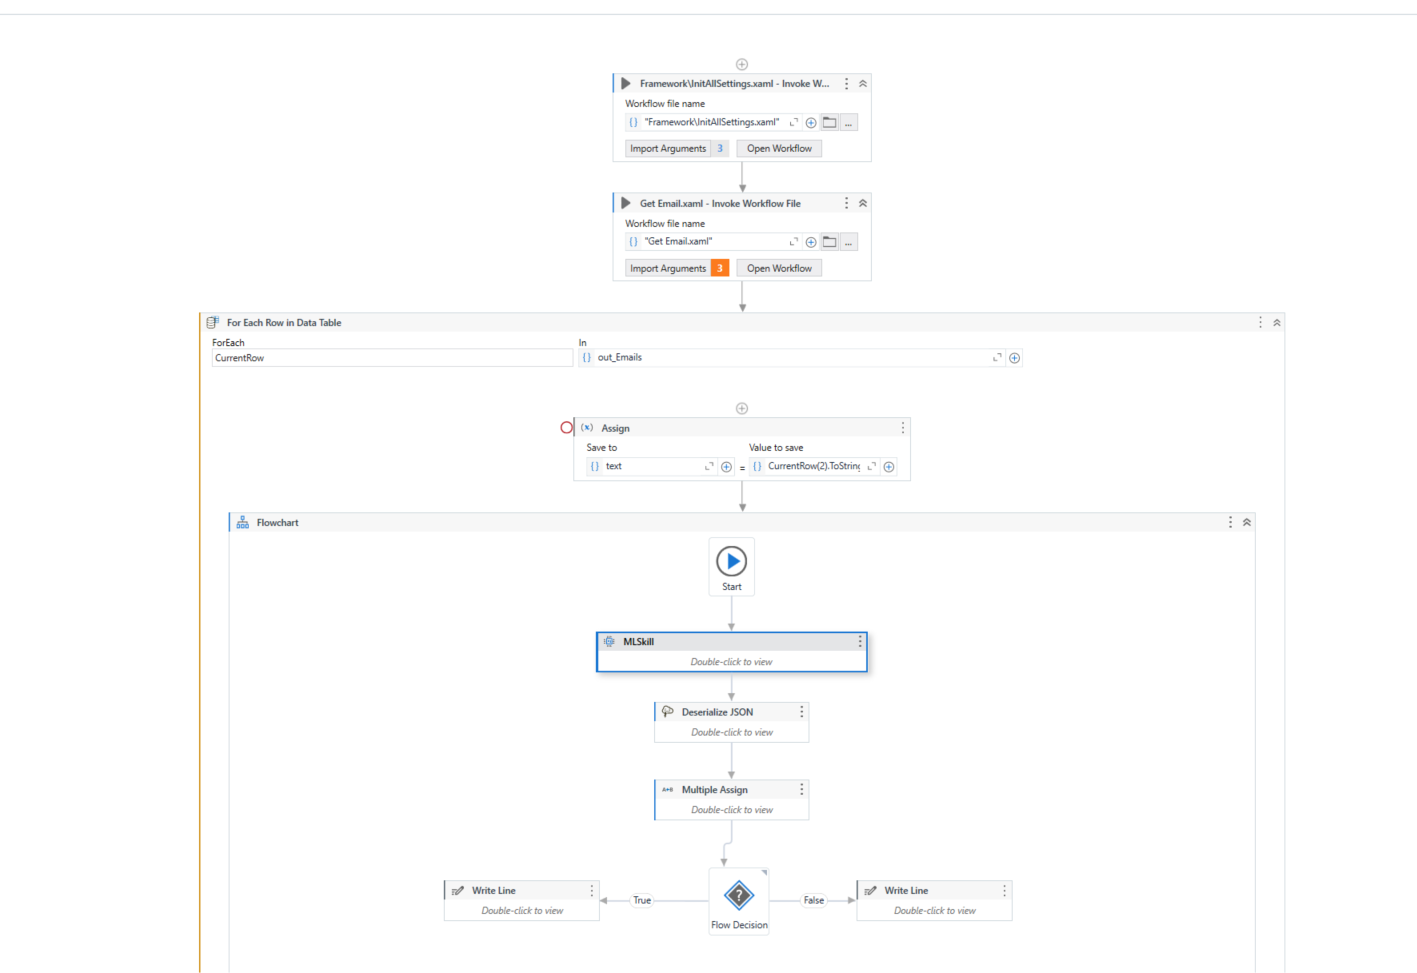 Framework\InitAllSettings.xaml - Invoke W...
Workflow file name
{ } "Framework\InitAllSettings.xaml" ...
Import Arguments 3 Open Workflow
Get Email.xaml - Invoke Workflow File
Workflow file name
{ } "Get Email.xaml" ...
Import Arguments 3 Open Workflow
For Each Row in Data Table
ForEach In
CurrentRow { } out_Emails
(x) Assign
Save to Value to save
{ } text = { } CurrentRow(2).ToString
Flowchart
Start
MLSkill
Double-click to view
Deserialize JSON
Double-click to view
A+B Multiple Assign
Double-click to view
Write Line
Double-click to view
True
?
Flow Decision
False
Write Line
Double-click to view